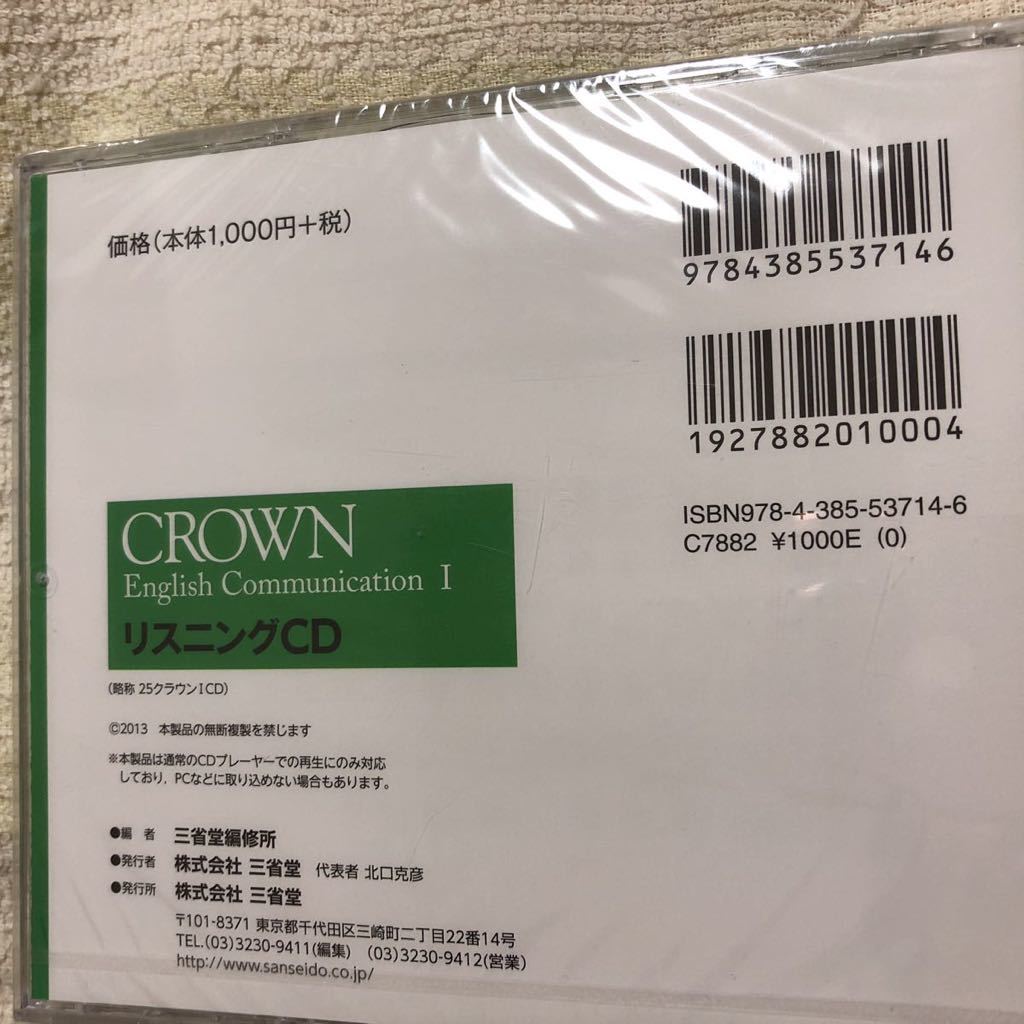 価格(本体1,000円+税)
9784385537146
1927882010004
ISBN978-4-385-53714-6
C7882 ¥1000E (0)
CROWN
English Communication I
リスニングCD
(略称 25クラウンⅠCD)
©2013 本製品の無断複製を禁じます
※本製品は通常のCDプレーヤーでの再生にのみ対応
しており,PCなどに取り込めない場合もあります。
●編 者 三省堂編修所
●発行者 株式会社 三省堂 代表者 北口克彦
●発行所 株式会社 三省堂
〒101-8371 東京都千代田区三崎町二丁目22番14号
TEL.(03)3230-9411(編集) (03)3230-9412(営業)
http://www.sanseido.co.jp/